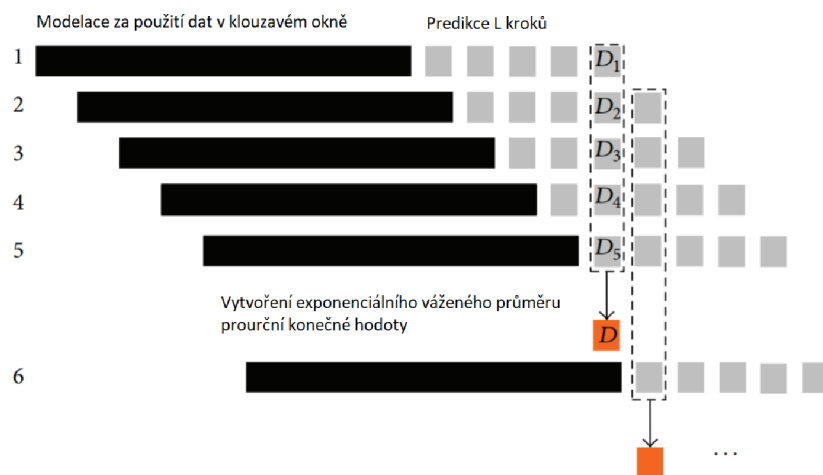 Modelace za použití dat v klouzavém okně
Predikce L kroků
1
D1
2
D2
3
D3
4
D4
5
D5
Vytvoření exponenciálního váženého průměru
prourční konečné hodoty
D
6
...